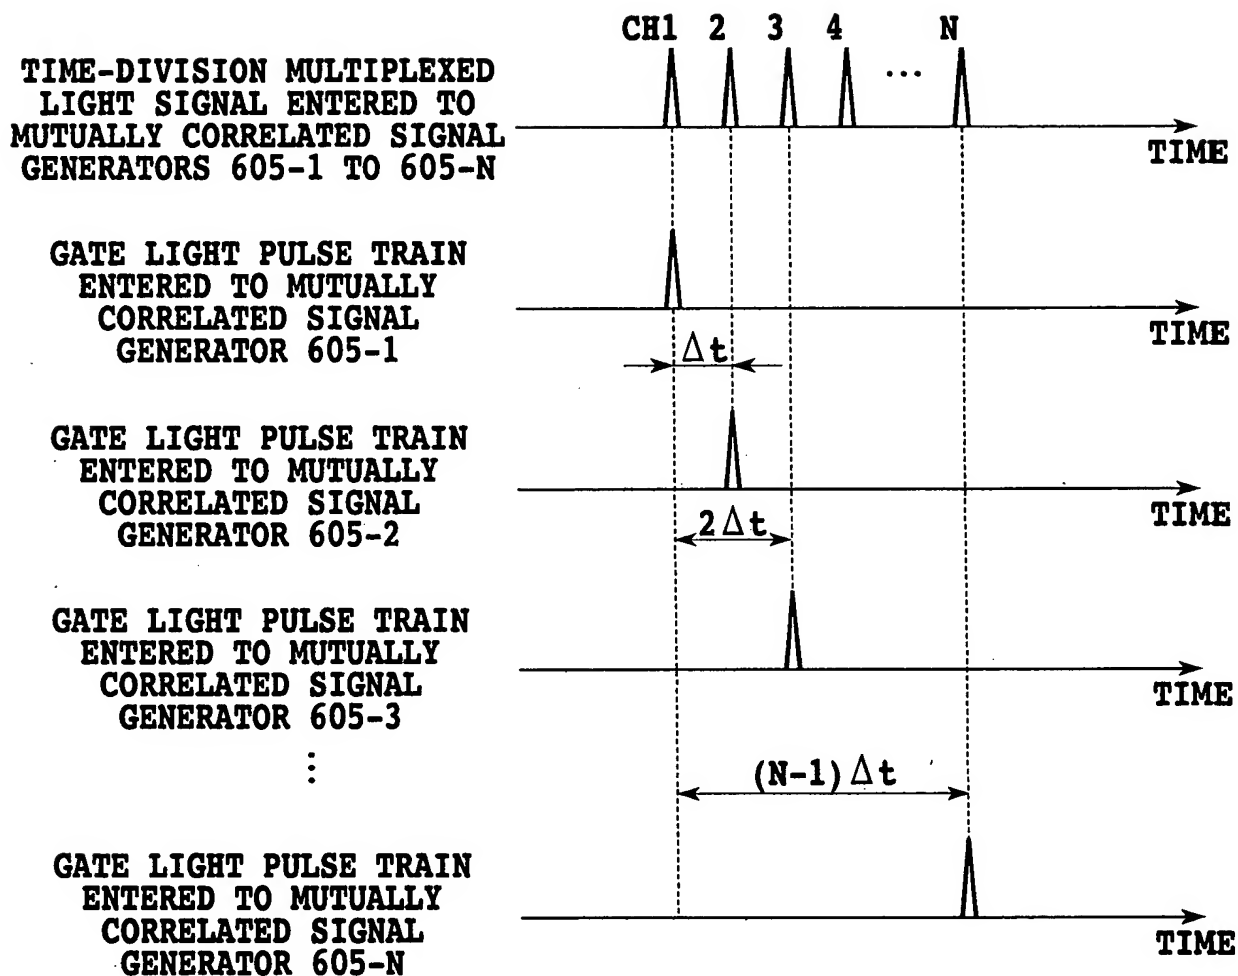 CH1 2 3 4 N
TIME-DIVISION MULTIPLEXED
LIGHT SIGNAL ENTERED TO
MUTUALLY CORRELATED SIGNAL
GENERATORS 605-1 TO 605-N
...
TIME
GATE LIGHT PULSE TRAIN
ENTERED TO MUTUALLY
CORRELATED SIGNAL
GENERATOR 605-1
TIME
Δt
GATE LIGHT PULSE TRAIN
ENTERED TO MUTUALLY
CORRELATED SIGNAL
GENERATOR 605-2
TIME
2Δt
GATE LIGHT PULSE TRAIN
ENTERED TO MUTUALLY
CORRELATED SIGNAL
GENERATOR 605-3
TIME
⋮
(N-1)Δt
GATE LIGHT PULSE TRAIN
ENTERED TO MUTUALLY
CORRELATED SIGNAL
GENERATOR 605-N
TIME